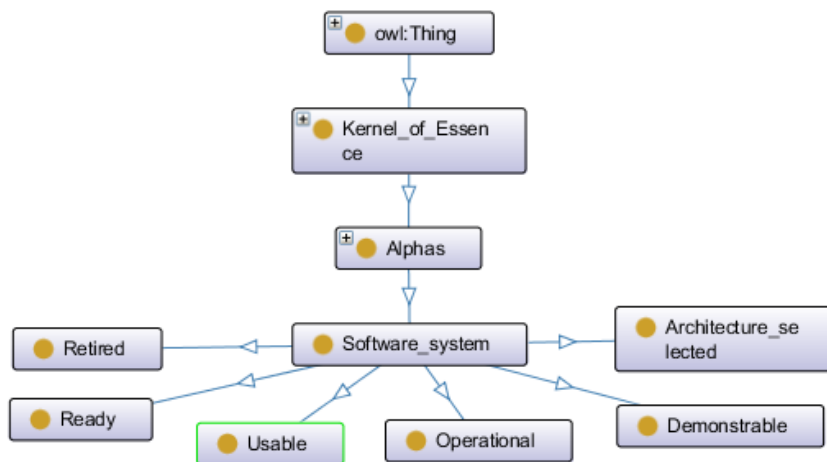 owl:Thing
Kernel_of_Essen
ce
Alphas
Software_system
Architecture_se
lected
Retired
Ready
Usable
Operational
Demonstrable